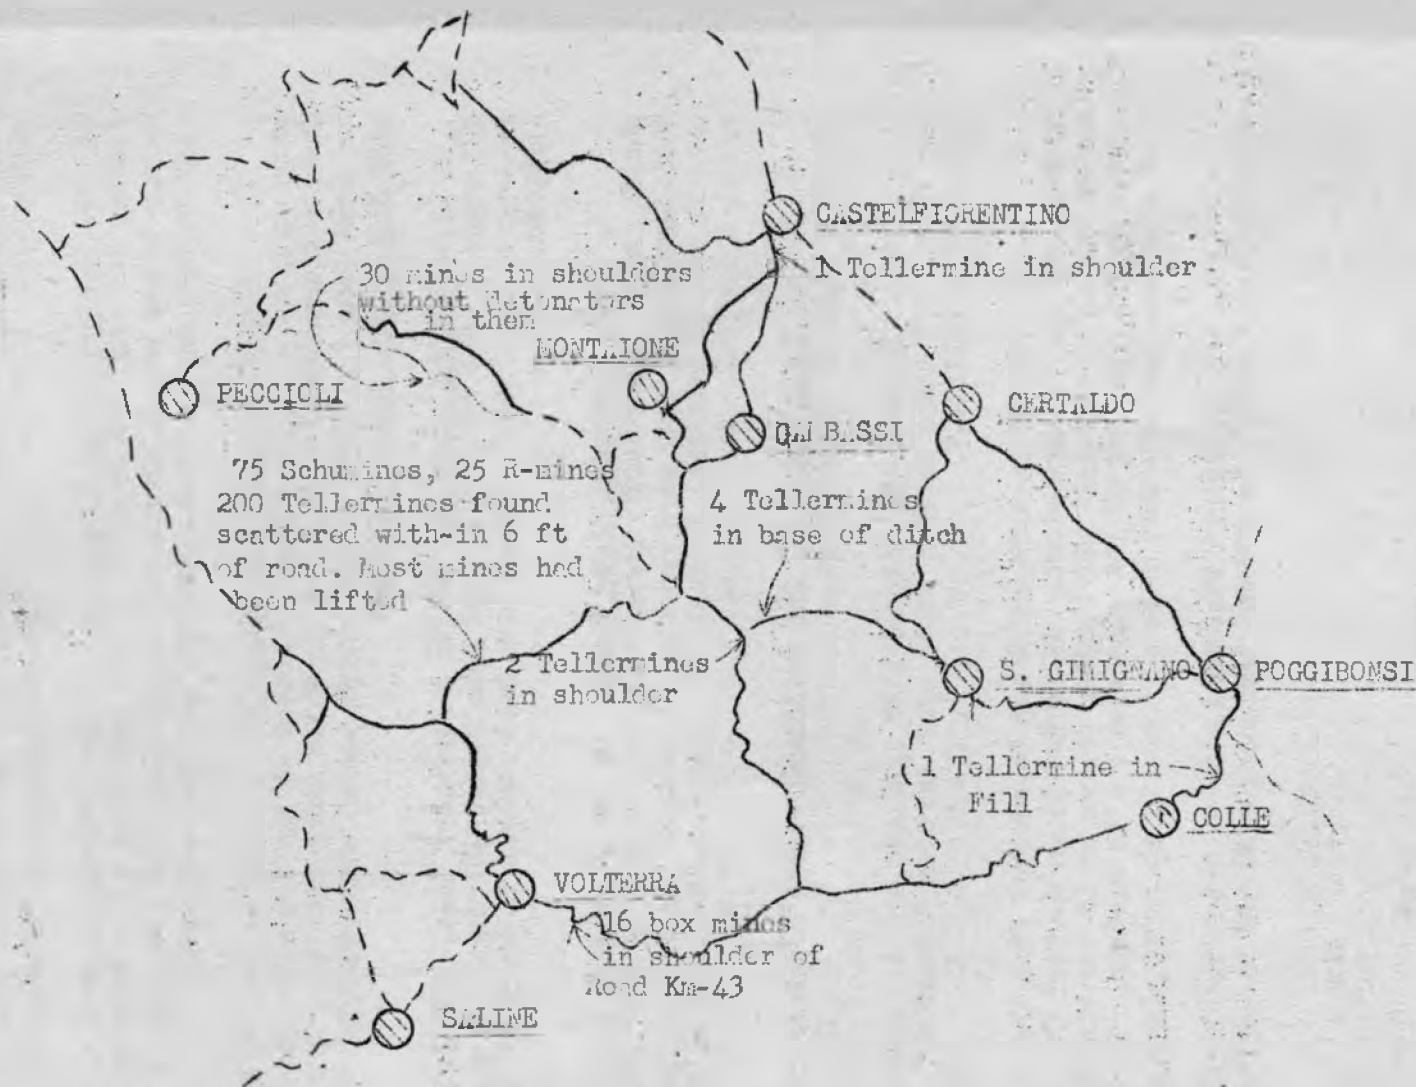 CASTELFIORENTINO
1 Tellermine in shoulder
30 mines in shoulders
without detonators
in them
MONTAIONE
PECCIOLI
CERTALDO
GAMBASSI
75 Schumines, 25 R-mines
200 Tellermines found
scattered with-in 6 ft
of road. Most mines had
been lifted
4 Tellermines
in base of ditch
2 Tellermines
in shoulder
S. GIMIGNANO
POGGIBONSI
1 Tellermine in
Fill
COLLE
VOLTERRA
16 box mines
in shoulder of
Road Km-43
SALINE